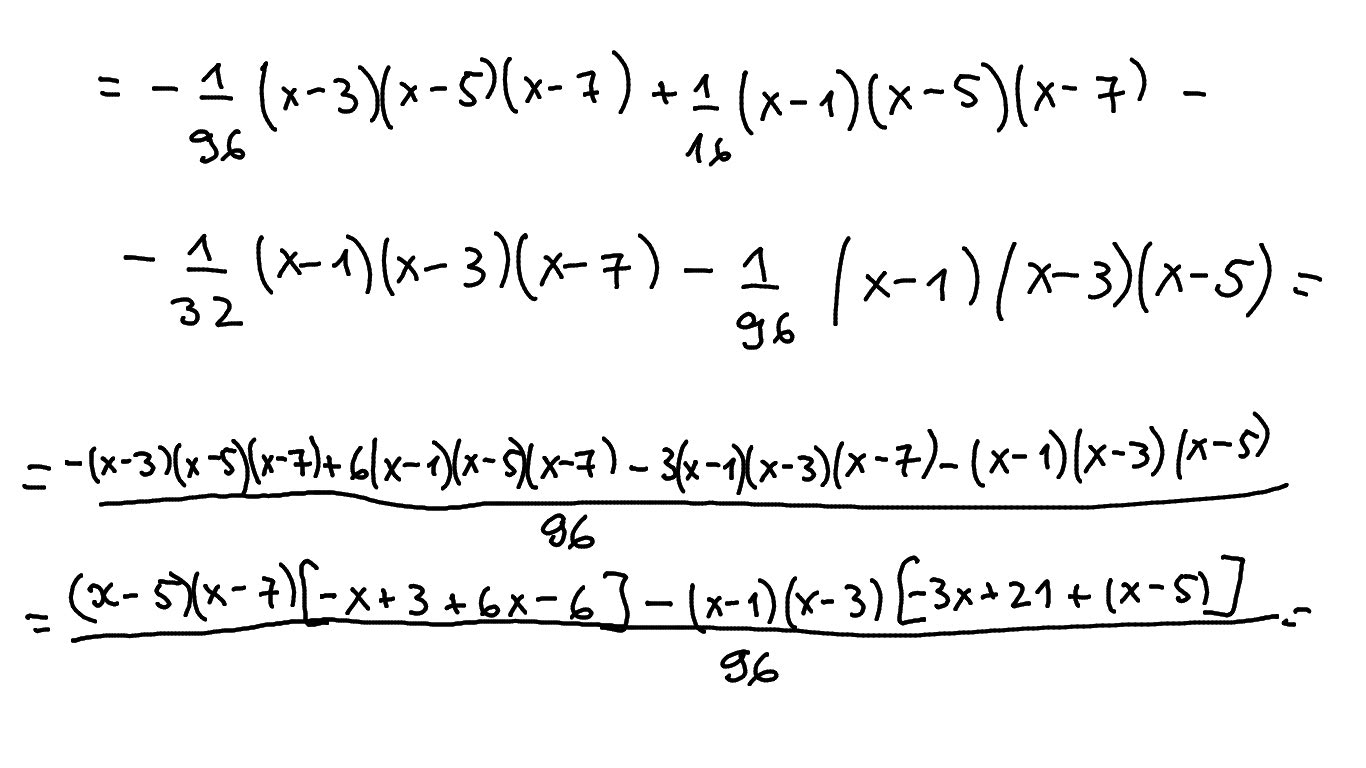 = - 1/96 (x-3)(x-5)(x-7) + 1/16 (x-1)(x-5)(x-7) -
- 1/32 (x-1)(x-3)(x-7) - 1/96 (x-1)(x-3)(x-5) =
= -(x-3)(x-5)(x-7)+6(x-1)(x-5)(x-7) - 3(x-1)(x-3)(x-7) - (x-1)(x-3)(x-5)
96
= (x-5)(x-7)[-x+3+6x-6] - (x-1)(x-3)[-3x+21+(x-5)] =
96